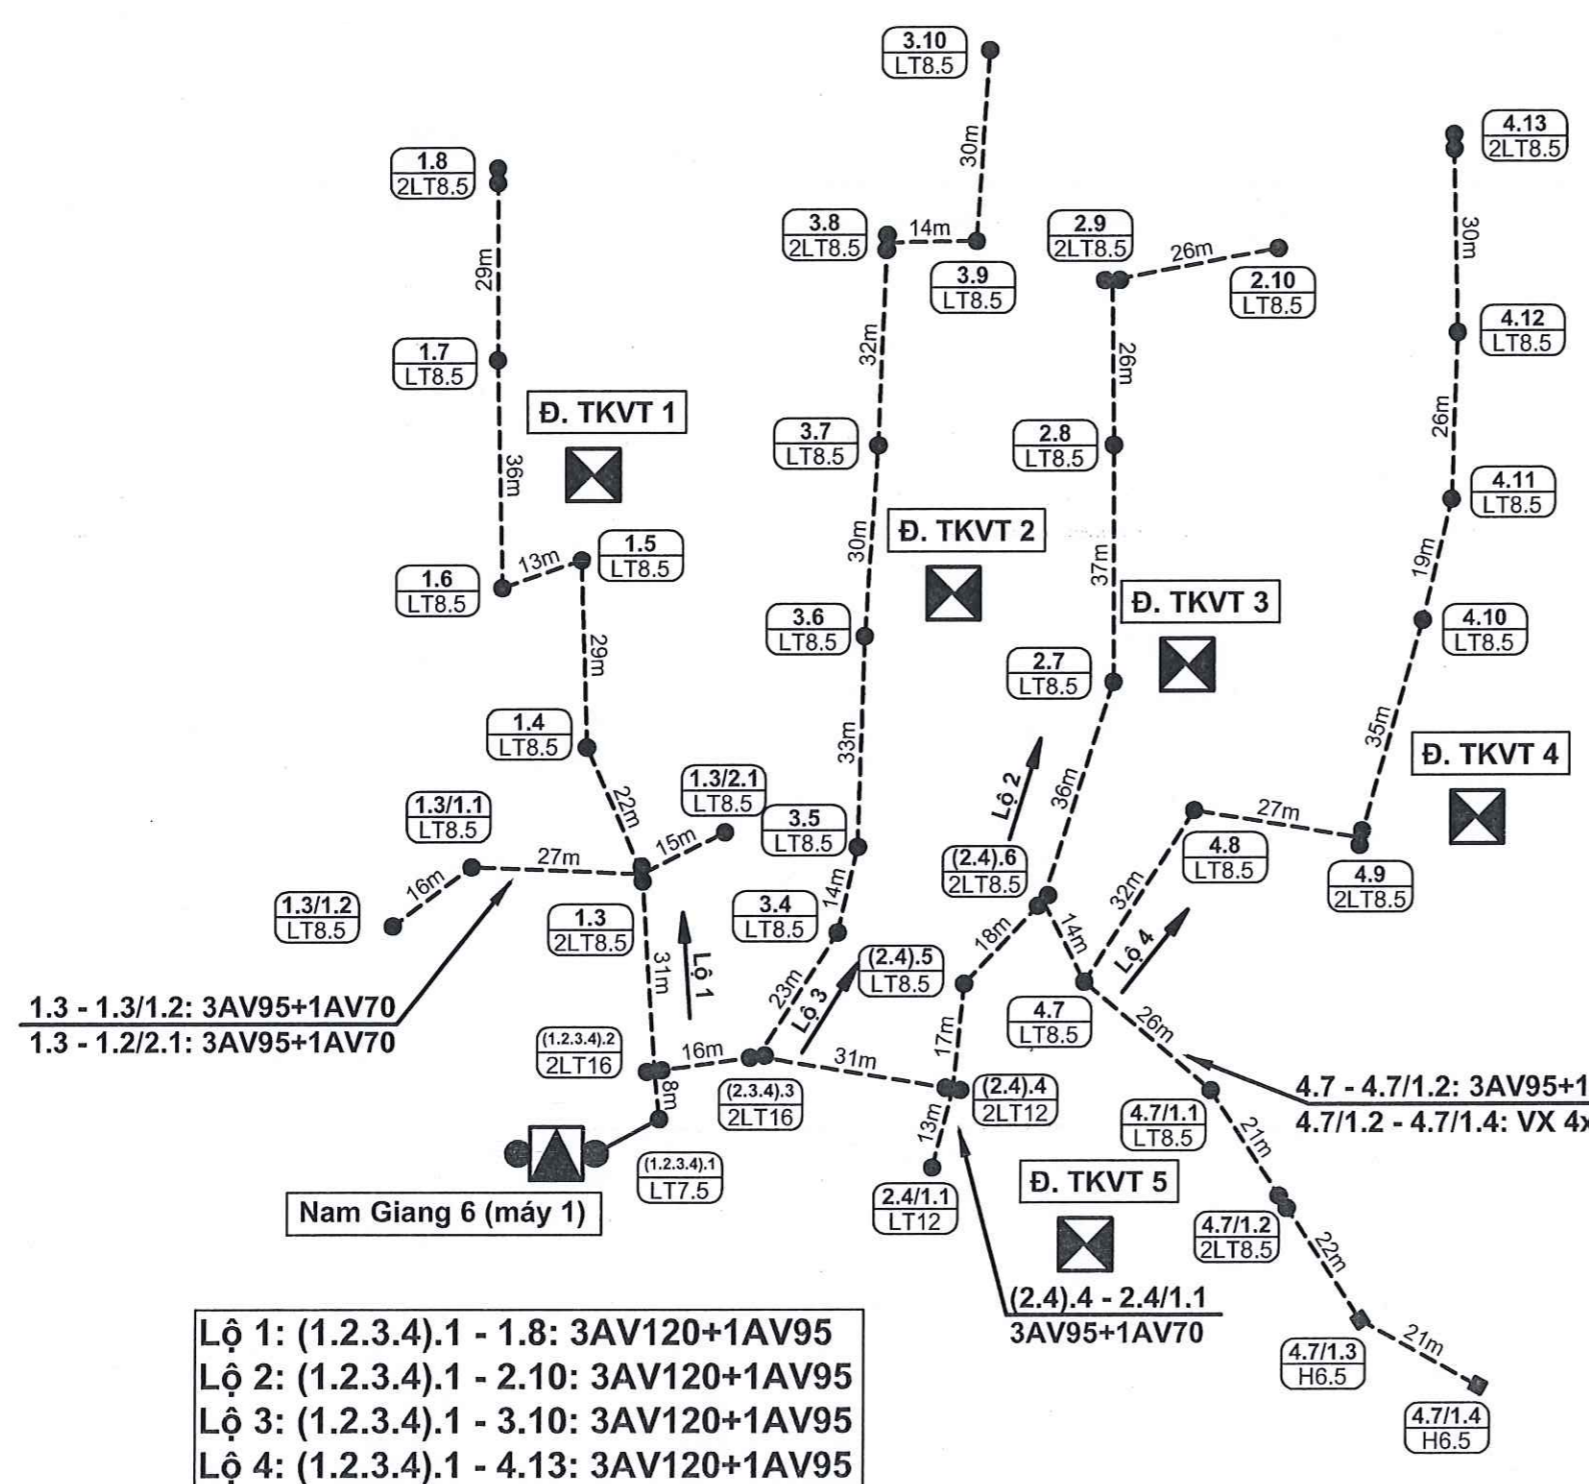 3.10
LT8.5
30m
4.13
2LT8.5
1.8
2LT8.5
3.8
2LT8.5
14m
2.9
2LT8.5
26m
30m
29m
3.9
LT8.5
2.10
LT8.5
4.12
LT8.5
32m
26m
1.7
LT8.5
Đ. TKVT 1
26m
3.7
LT8.5
2.8
LT8.5
36m
4.11
LT8.5
Đ. TKVT 2
30m
1.5
LT8.5
13m
1.6
LT8.5
37m
19m
Đ. TKVT 3
3.6
LT8.5
4.10
LT8.5
29m
2.7
LT8.5
1.4
LT8.5
33m
35m
Đ. TKVT 4
Lộ 2
36m
22m
1.3/2.1
LT8.5
1.3/1.1
LT8.5
3.5
LT8.5
15m
27m
4.8
LT8.5
27m
(2.4).6
2LT8.5
4.9
2LT8.5
16m
1.3/1.2
LT8.5
1.3
2LT8.5
3.4
LT8.5
14m
32m
18m
14m
Lộ 4
31m
Lộ 1
23m
Lộ 3
(2.4).5
LT8.5
1.3 - 1.3/1.2: 3AV95+1AV70
1.3 - 1.2/2.1: 3AV95+1AV70
4.7
LT8.5
26m
17m
(1.2.3.4).2
2LT16
16m
31m
8m
(2.3.4).3
2LT16
(2.4).4
2LT12
4.7/1.1
LT8.5
4.7 - 4.7/1.2: 3AV95+1
4.7/1.2 - 4.7/1.4: VX 4x
13m
21m
(1.2.3.4).1
LT7.5
2.4/1.1
LT12
Đ. TKVT 5
Nam Giang 6 (máy 1)
4.7/1.2
2LT8.5
22m
(2.4).4 - 2.4/1.1
3AV95+1AV70
21m
4.7/1.3
H6.5
4.7/1.4
H6.5
Lộ 1: (1.2.3.4).1 - 1.8: 3AV120+1AV95
Lộ 2: (1.2.3.4).1 - 2.10: 3AV120+1AV95
Lộ 3: (1.2.3.4).1 - 3.10: 3AV120+1AV95
Lộ 4: (1.2.3.4).1 - 4.13: 3AV120+1AV95